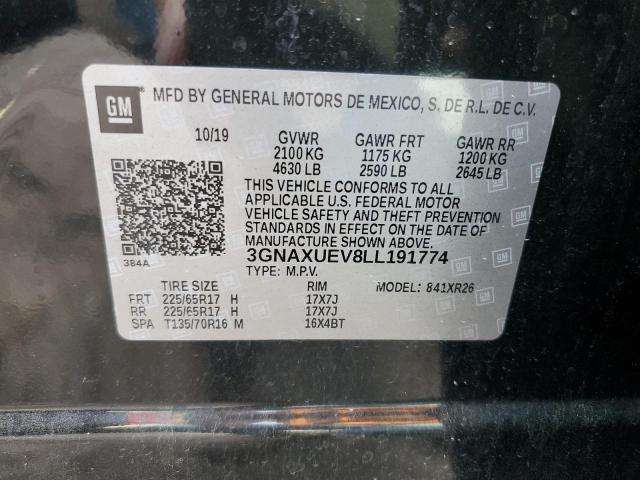 GM MFD BY GENERAL MOTORS DE MEXICO, S. DE R.L. DE C.V.
10/19 GVWR GAWR FRT GAWR RR
2100 KG 1175 KG 1200 KG
4630 LB 2590 LB 2645 LB
THIS VEHICLE CONFORMS TO ALL
APPLICABLE U.S. FEDERAL MOTOR
VEHICLE SAFETY AND THEFT PREVENTION
STANDARDS IN EFFECT ON THE DATE OF
MANUFACTURE SHOWN ABOVE.
384A 3GNAXUEV8LL191774
TYPE: M.P.V.
TIRE SIZE RIM MODEL: 841XR26
FRT 225/65R17 H 17X7J
RR 225/65R17 H 17X7J
SPA T135/70R16 M 16X4BT